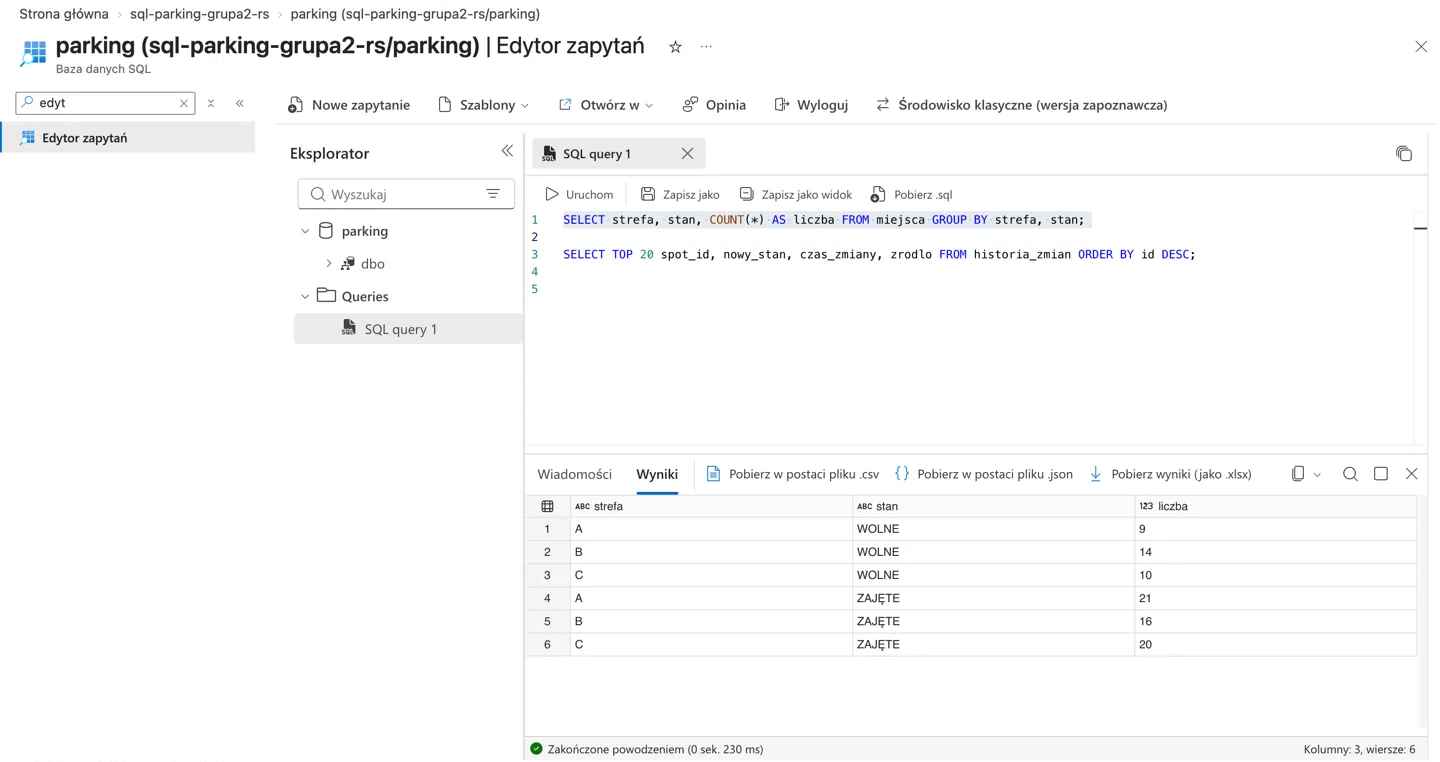 Strona główna > sql-parking-grupa2-rs > parking (sql-parking-grupa2-rs/parking)
parking (sql-parking-grupa2-rs/parking) | Edytor zapytań
Baza danych SQL
edyt
Edytor zapytań
Nowe zapytanie Szablony Otwórz w Opinia Wyloguj Środowisko klasyczne (wersja zapoznawcza)
Eksplorator
Wyszukaj
parking
dbo
Queries
SQL query 1
SQL query 1
Uruchom Zapisz jako Zapisz jako widok Pobierz .sql
1 SELECT strefa, stan, COUNT(*) AS liczba FROM miejsca GROUP BY strefa, stan;
2
3 SELECT TOP 20 spot_id, nowy_stan, czas_zmiany, zrodlo FROM historia_zmian ORDER BY id DESC;
4
5
Wiadomości Wyniki Pobierz w postaci pliku .csv Pobierz w postaci pliku .json Pobierz wyniki (jako .xlsx)
ABC strefa ABC stan 123 liczba
1 A WOLNE 9
2 B WOLNE 14
3 C WOLNE 10
4 A ZAJĘTE 21
5 B ZAJĘTE 16
6 C ZAJĘTE 20
Zakończone powodzeniem (0 sek. 230 ms) Kolumny: 3, wiersze: 6